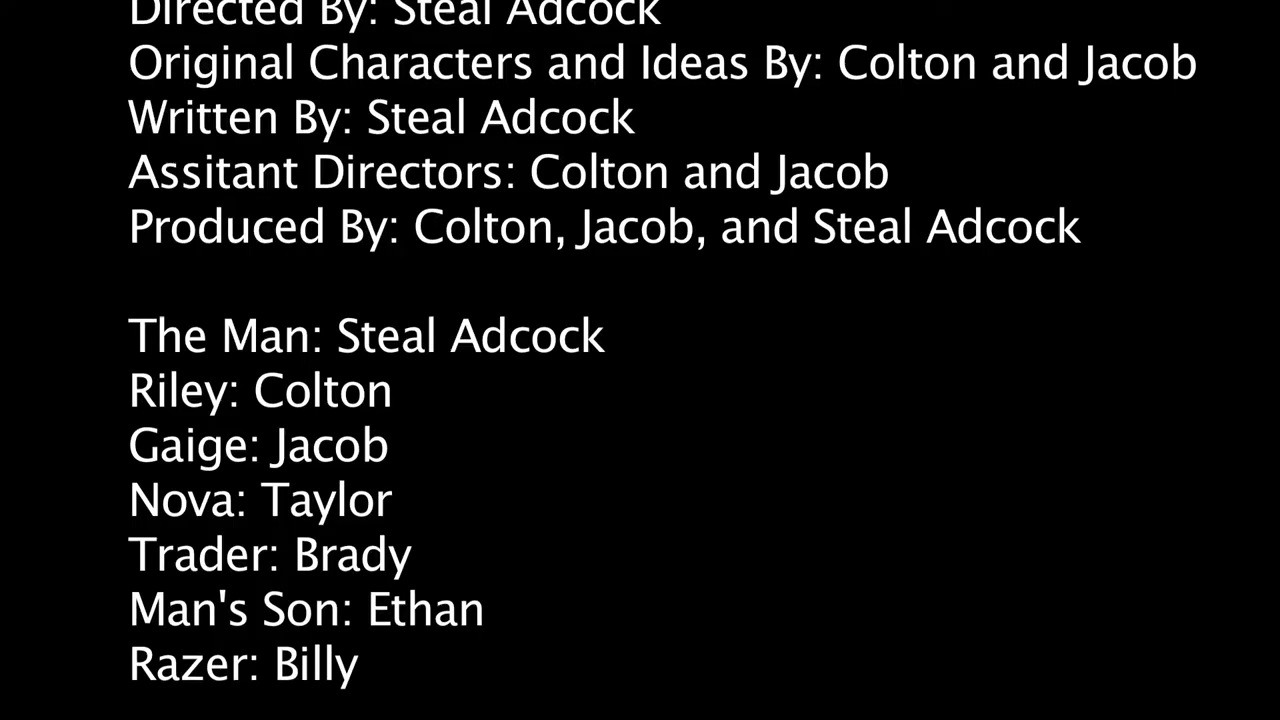 Directed By: Steal Adcock
Original Characters and Ideas By: Colton and Jacob
Written By: Steal Adcock
Assitant Directors: Colton and Jacob
Produced By: Colton, Jacob, and Steal Adcock
The Man: Steal Adcock
Riley: Colton
Gaige: Jacob
Nova: Taylor
Trader: Brady
Man's Son: Ethan
Razer: Billy